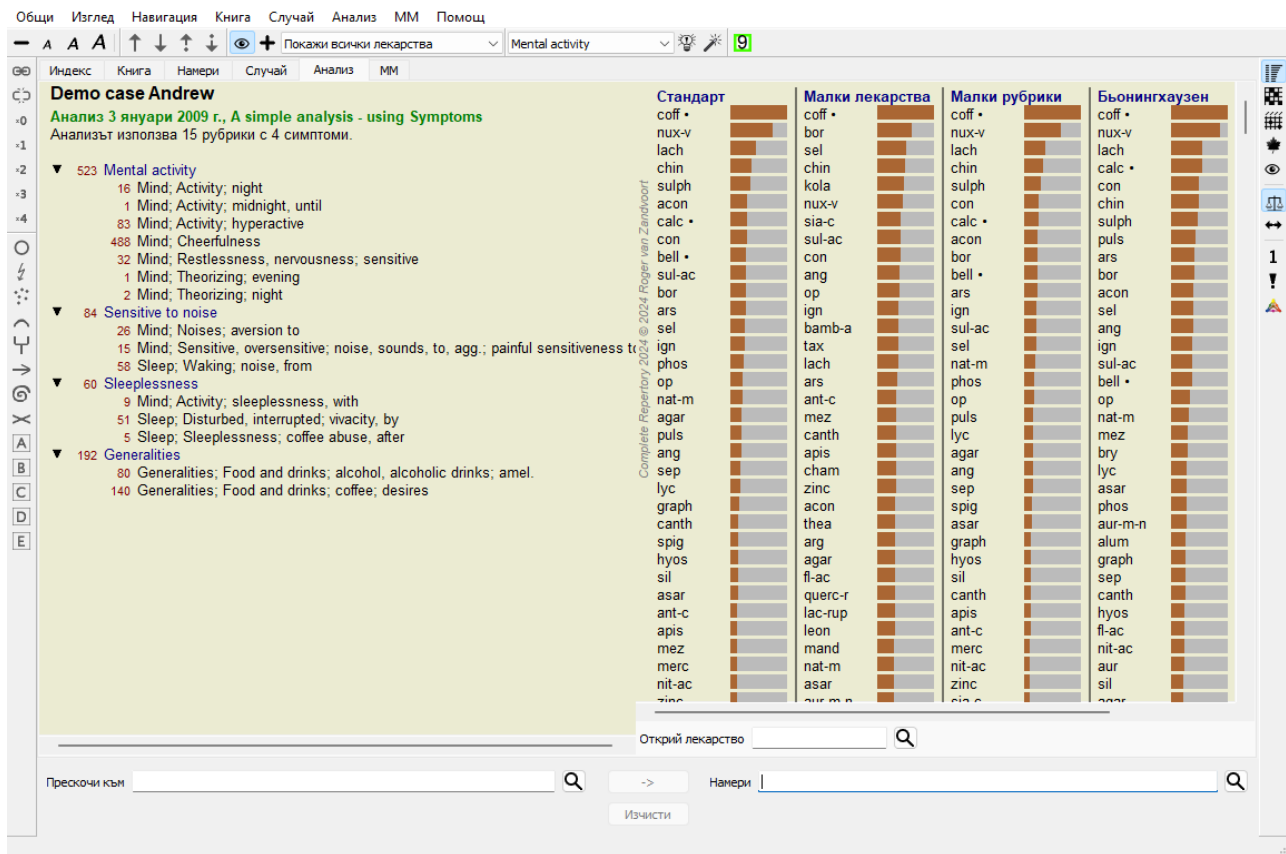 Общи Изглед Навигация Книга Случай Анализ ММ Помощ
A A A Покажи всички лекарства Mental activity 9
Индекс Книга Намери Случай Анализ ММ
Demo case Andrew
Анализ 3 януари 2009 г., A simple analysis - using Symptoms
Анализът използва 15 рубрики с 4 симптоми.
▼ 523 Mental activity
16 Mind; Activity; night
1 Mind; Activity; midnight, until
83 Mind; Activity; hyperactive
488 Mind; Cheerfulness
32 Mind; Restlessness, nervousness; sensitive
1 Mind; Theorizing; evening
2 Mind; Theorizing; night
▼ 84 Sensitive to noise
26 Mind; Noises; aversion to
15 Mind; Sensitive, oversensitive; noise, sounds, to, agg.; painful sensitiveness to
58 Sleep; Waking; noise, from
▼ 60 Sleeplessness
9 Mind; Activity; sleeplessness, with
51 Sleep; Disturbed, interrupted; vivacity, by
5 Sleep; Sleeplessness; coffee abuse, after
▼ 192 Generalities
80 Generalities; Food and drinks; alcohol, alcoholic drinks; amel.
140 Generalities; Food and drinks; coffee; desires
Complete Repertory 2024 © 2024 Roger van Zandvoort
Стандарт Малки лекарства Малки рубрики Бьонингхаузен
coff • coff • coff • coff •
nux-v bor nux-v nux-v
lach sel lach lach
chin chin chin calc •
sulph kola sulph con
acon nux-v con chin
calc • sia-c calc • sulph
con sul-ac acon puls
bell • con bor ars
sul-ac ang bell • bor
bor op ars acon
ars ign ign sel
sel bamb-a sul-ac ang
ign tax sel ign
phos lach nat-m sul-ac
op ars phos bell •
nat-m ant-c op op
agar mez puls nat-m
puls canth lyc mez
ang apis agar bry
sep cham ang lyc
lyc zinc sep asar
graph acon spig phos
canth thea asar aur-m-n
spig arg graph alum
hyos agar hyos graph
sil fl-ac sil sep
asar querc-r canth canth
ant-c lac-rup apis hyos
apis leon ant-c fl-ac
mez mand merc nit-ac
merc nat-m nit-ac aur
nit-ac asar zinc sil
zinc aur-m-n sia-c agar
Открий лекарство
Прескочи към -> Намери
Изчисти
×0
×1
×2
×3
×4
A
B
C
D
E
1